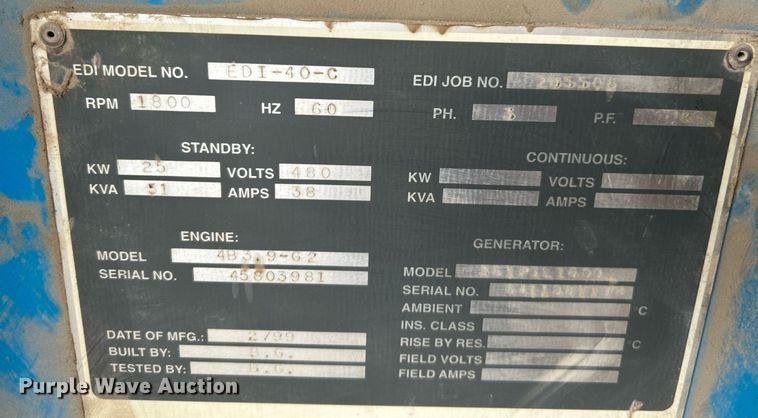 EDI MODEL NO. EDI-40-C EDI JOB NO.
RPM 1800 HZ 60 PH. 3 P.F.
STANDBY: CONTINUOUS:
KW 25 VOLTS 480 KW VOLTS
KVA 31 AMPS 38 KVA AMPS
ENGINE: GENERATOR
MODEL 4B3.9-G2 MODEL
SERIAL NO. 45803981 SERIAL NO.
AMBIENT C
INS. CLASS
DATE OF MFG.: 2/99 RISE BY RES. C
BUILT BY: FIELD VOLTS
TESTED BY: FIELD AMPS
Purple Wave Auction